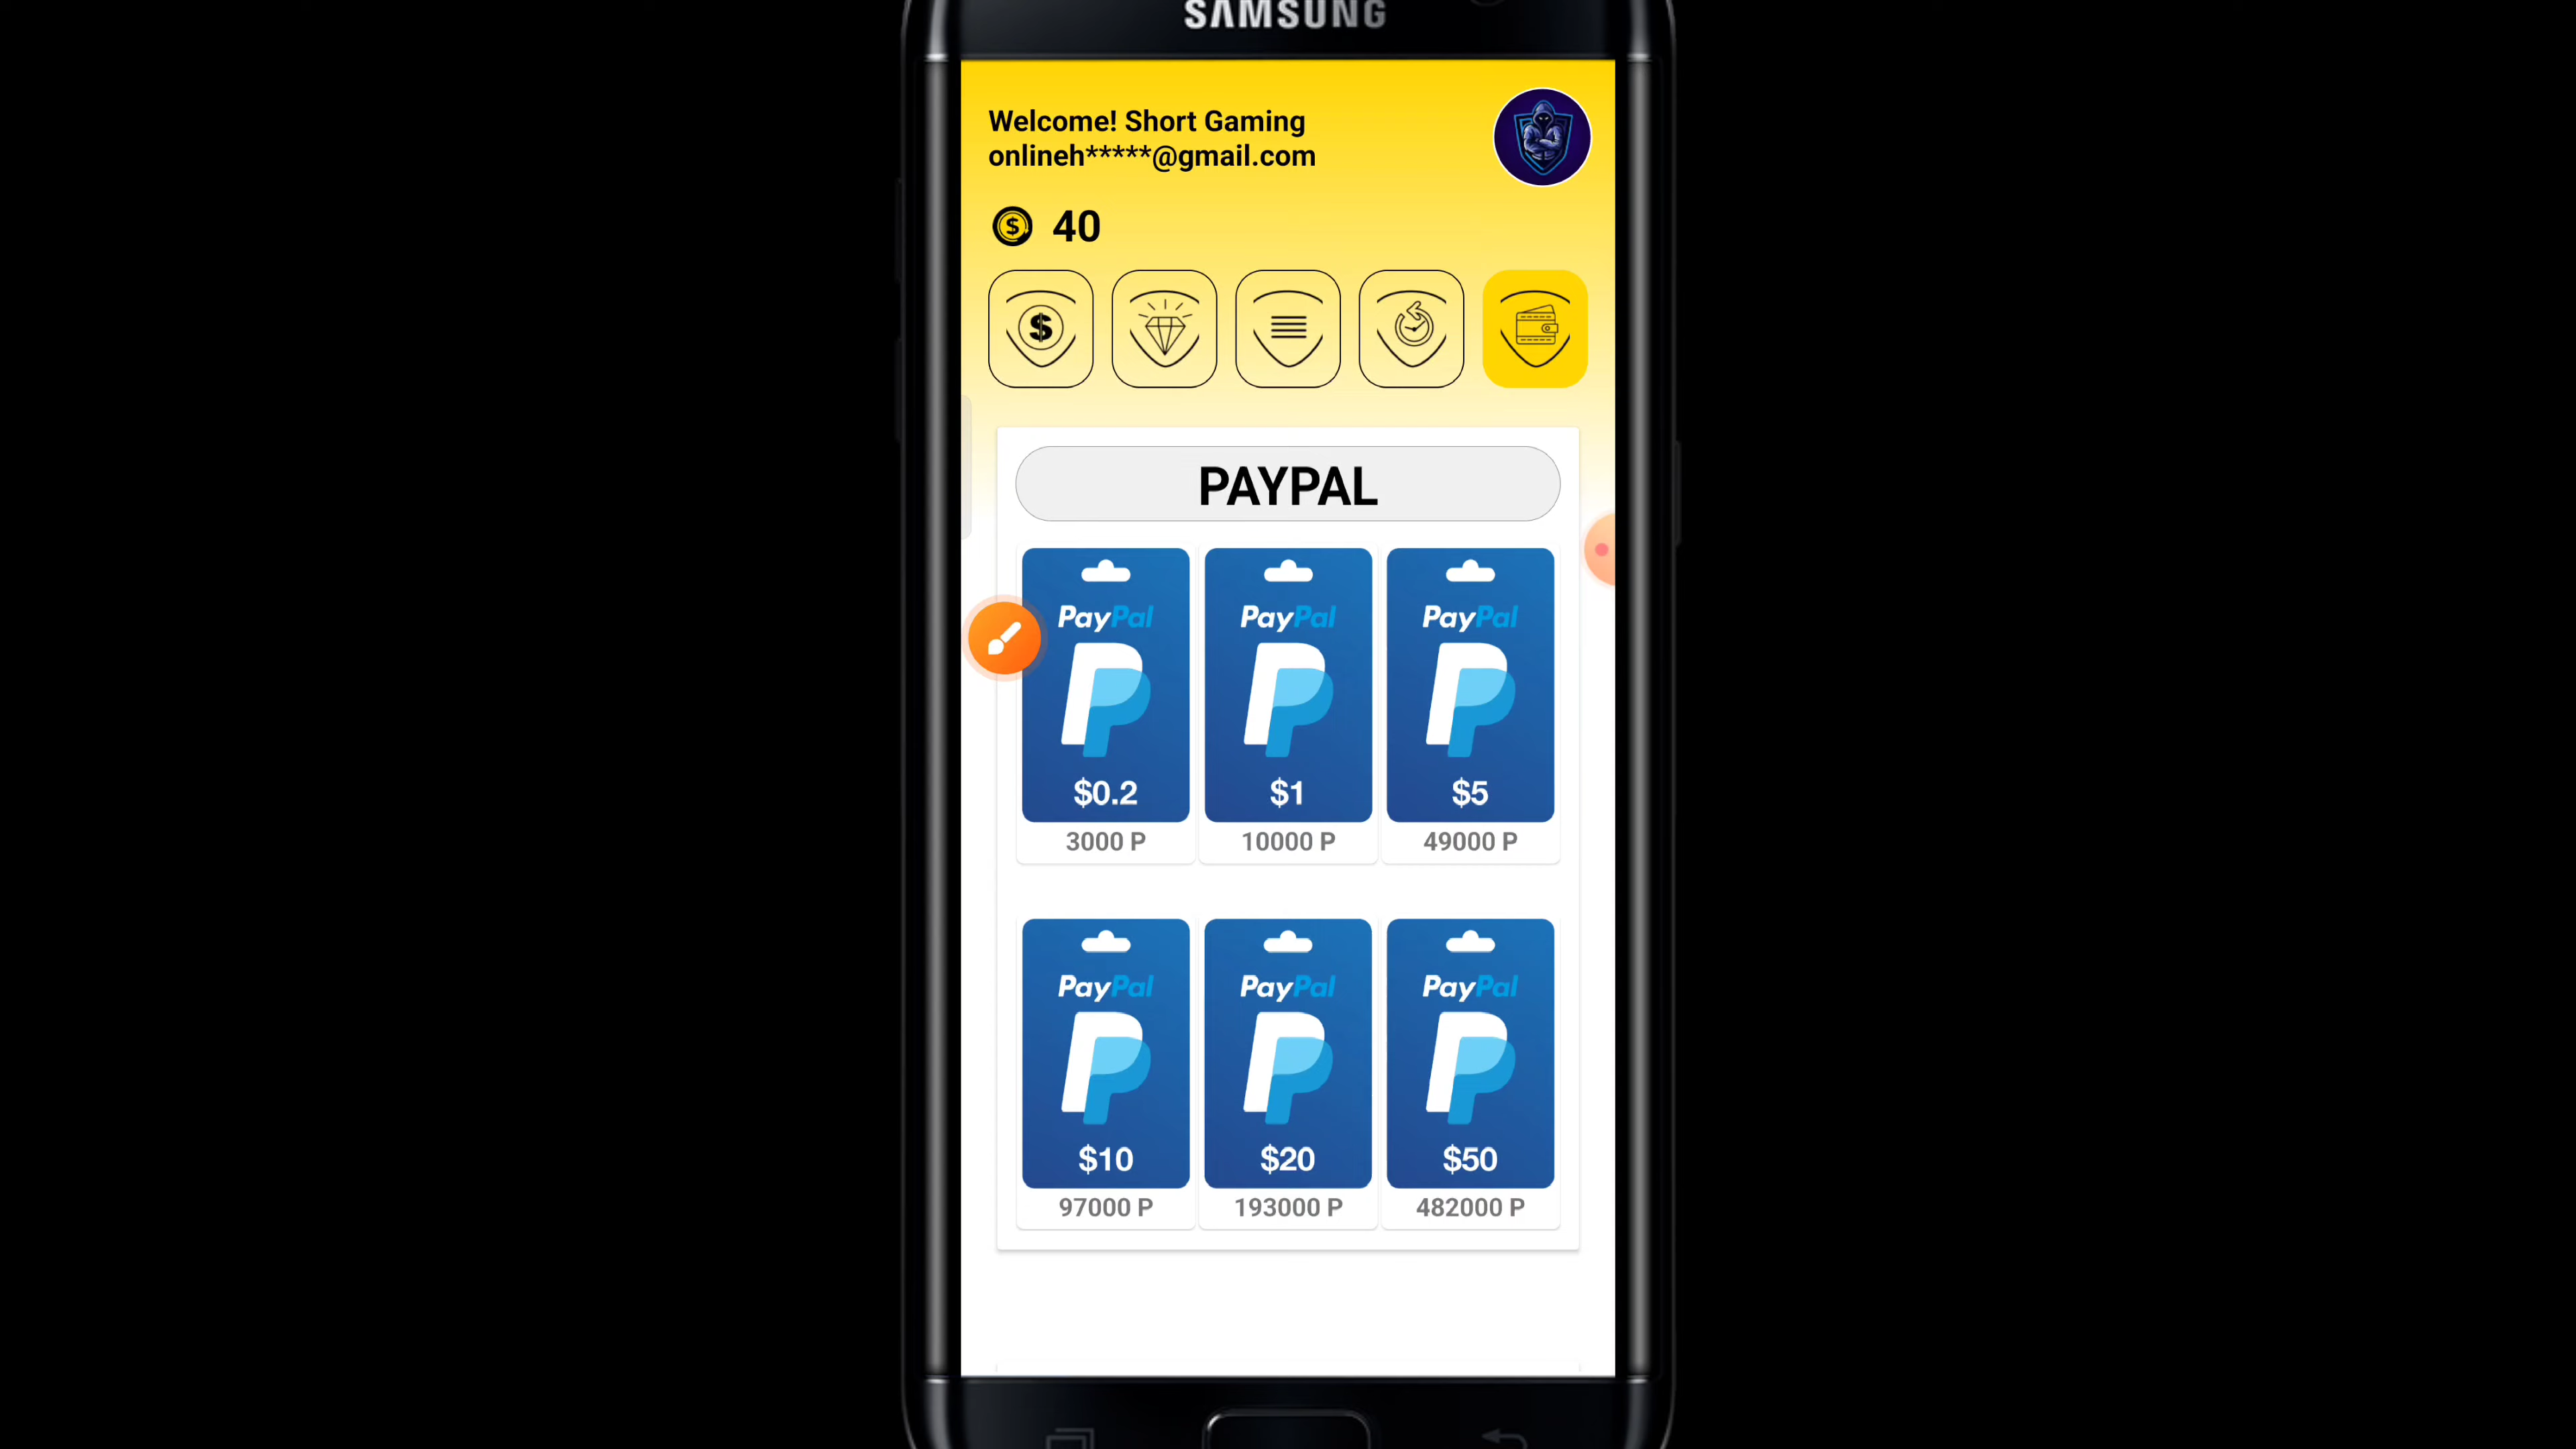 SAMSUNG
Welcome! Short Gaming
onlineh*****@gmail.com
$ 40
$
PAYPAL
PayPal PayPal PayPal
$0.2 $1 $5
3000 P 10000 P 49000 P
PayPal PayPal PayPal
$10 $20 $50
97000 P 193000 P 482000 P